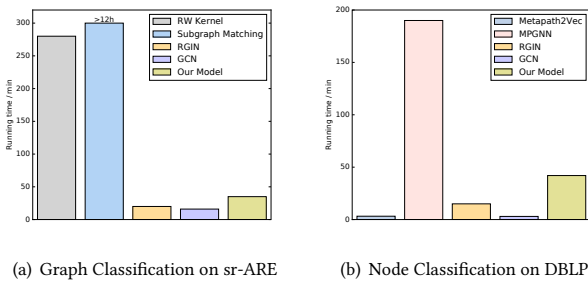 >12h
Running time / min
300
250
200
150
100
50
0
RW Kernel
Subgraph Matching
RGIN
GCN
Our Model
(a) Graph Classification on sr-ARE
Running time / min
200
150
100
50
0
Metapath2Vec
MPGNN
RGIN
GCN
Our Model
(b) Node Classification on DBLP